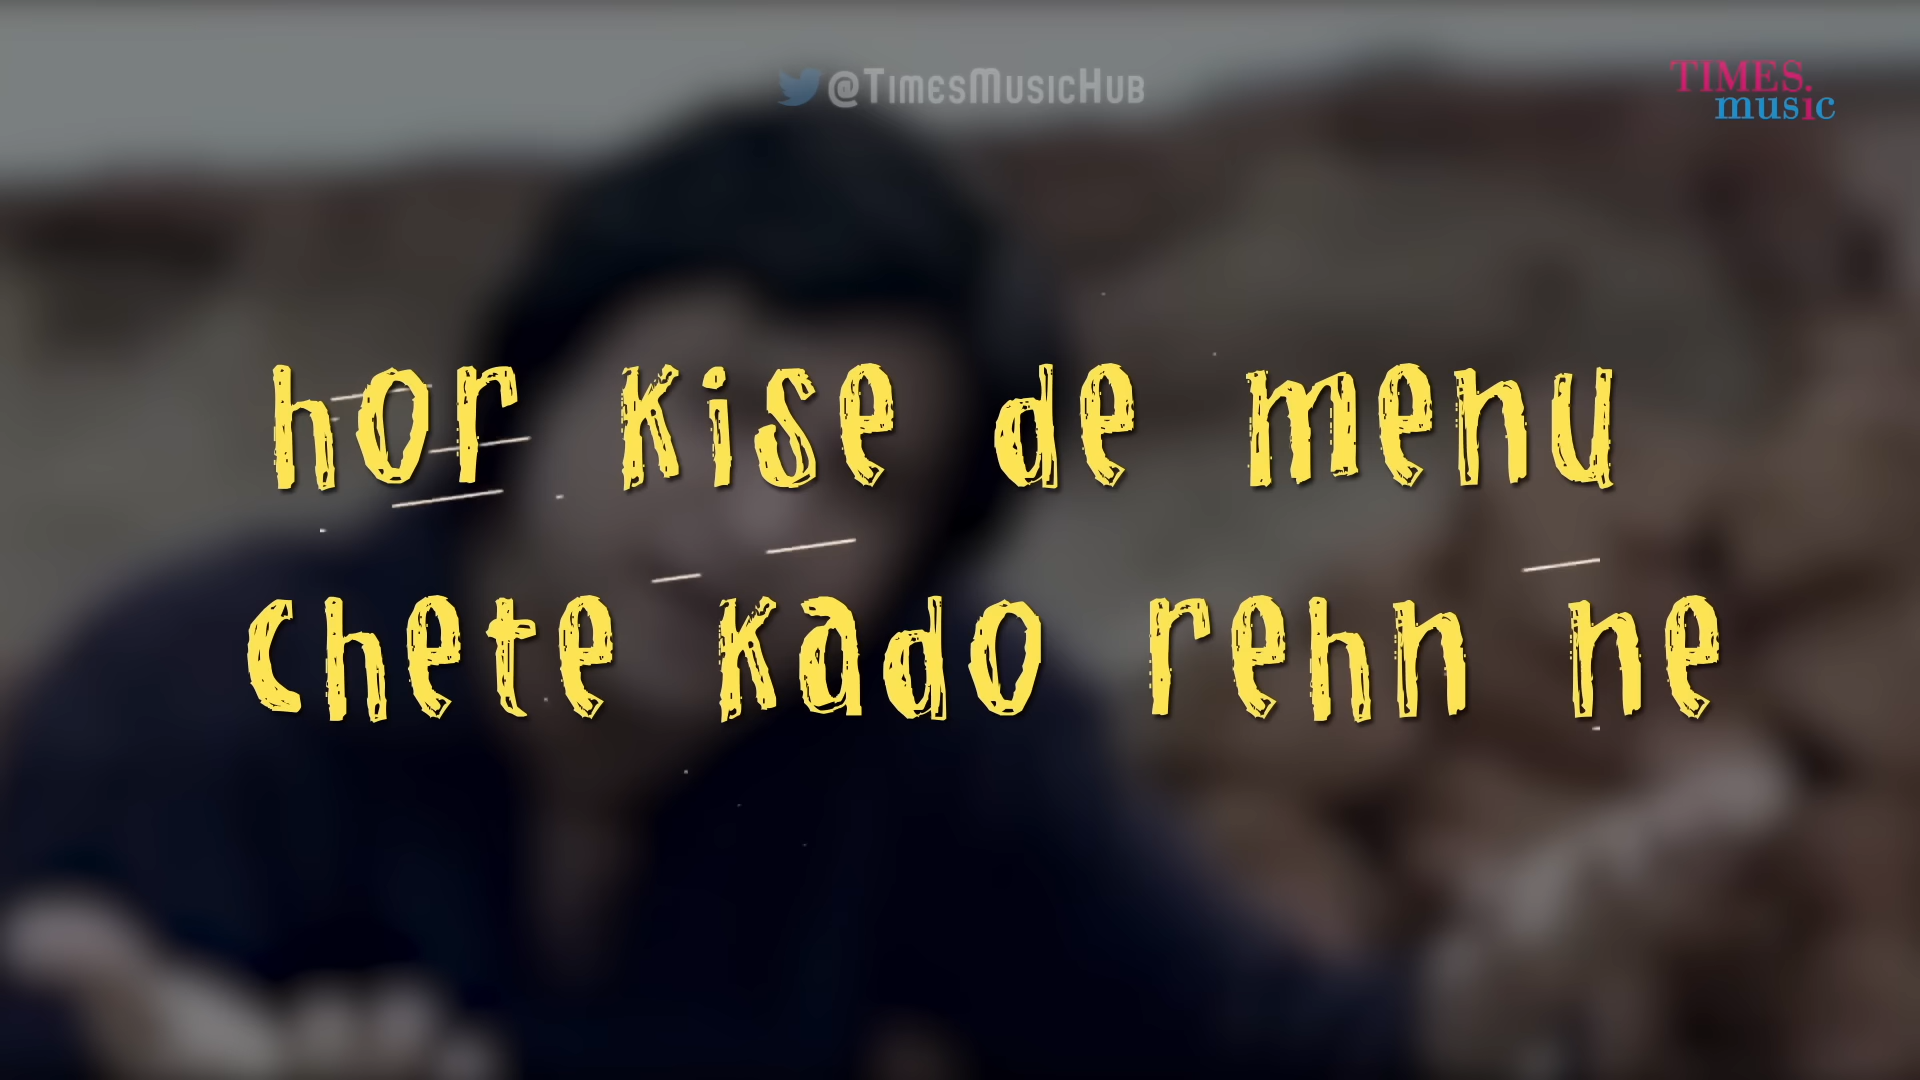 @TimesMusicHub
TIMES.
music
hor kise de menu
chete kado rehn ne